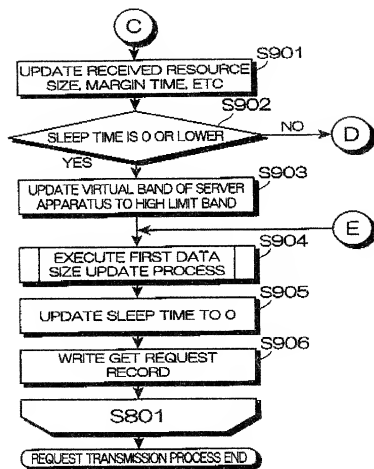 C
S901
UPDATE RECEIVED RESOURCE
SIZE, MARGIN TIME, ETC
S902
SLEEP TIME IS 0 OR LOWER
NO
D
YES
S903
UPDATE VIRTUAL BAND OF SERVER
APPARATUS TO HIGH LIMIT BAND
E
S904
EXECUTE FIRST DATA
SIZE UPDATE PROCESS
S905
UPDATE SLEEP TIME TO 0
S906
WRITE GET REQUEST
RECORD
S801
REQUEST TRANSMISSION PROCESS END